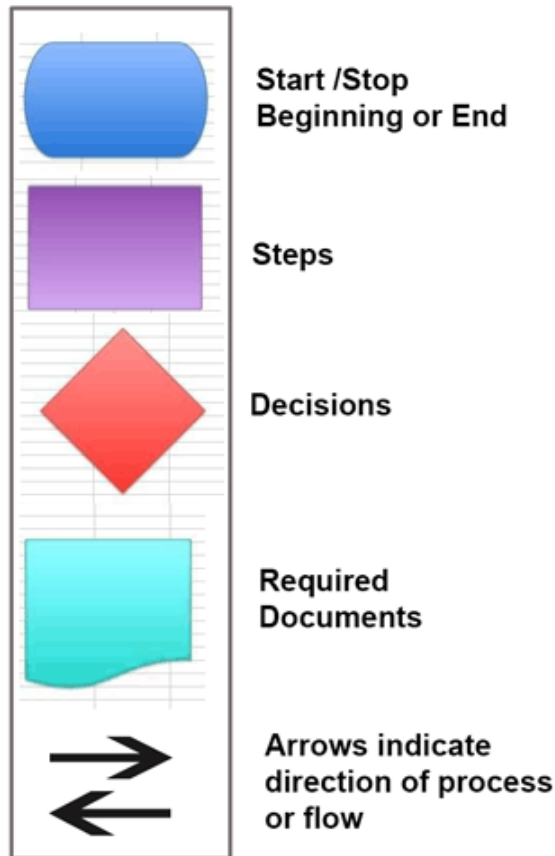 Start /Stop
Beginning or End
Steps
Decisions
Required
Documents
Arrows indicate
direction of process
or flow